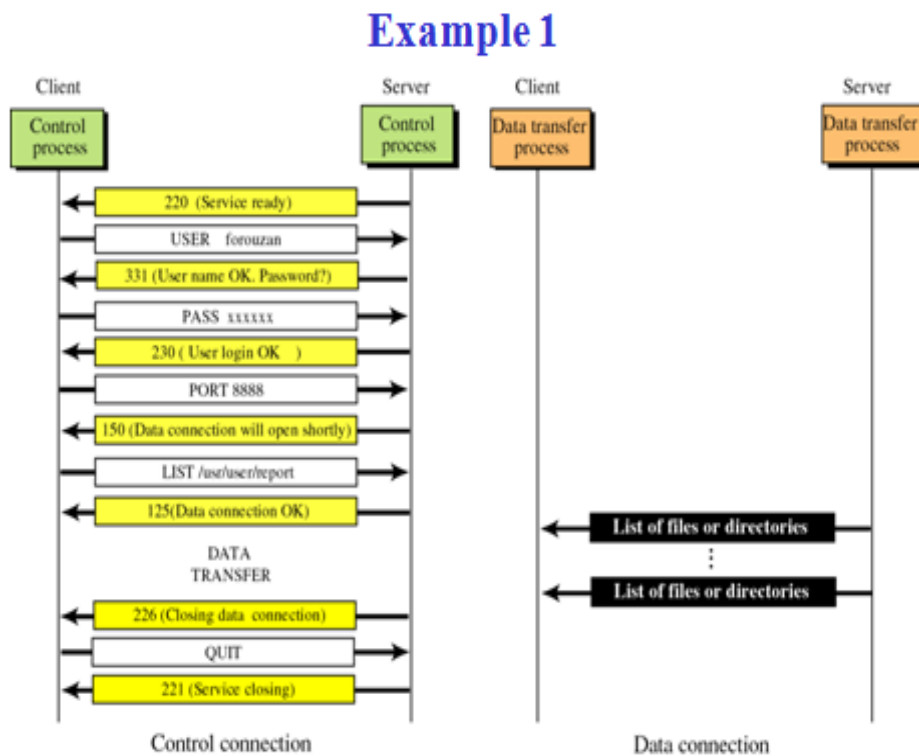 Example 1
Client
Server
Client
Server
Control
process
Control
process
Data transfer
process
Data transfer
process
220 (Service ready)
USER forouzan
331 (User name OK. Password?)
PASS xxxxxx
230 ( User login OK )
PORT 8888
150 (Data connection will open shortly)
LIST /usr/user/report
125(Data connection OK)
List of files or directories
DATA
TRANSFER
List of files or directories
226 (Closing data connection)
QUIT
221 (Service closing)
Control connection
Data connection